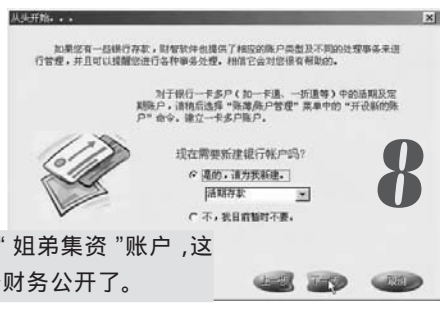 从头开始...
如果您有一些银行存款，财智软件也提供了相应的账户类型及不同的处理事务来进
行管理，并且可以提醒您进行各种事务处理。相信它会对您很有帮助的。
对于银行一卡多户（如一卡通、一折通等）中的活期及定
期账户，请稍后选择“账簿/账户管理”菜单中的“开设新的账
户”命令，建立一卡多户账户。
现在需要新建银行帐户吗？
是的，请为我新建。
活期存款
不，我目前暂时不要。
8
“姐弟集资”账户,这
财务公开了。
上一步 下一步 取消